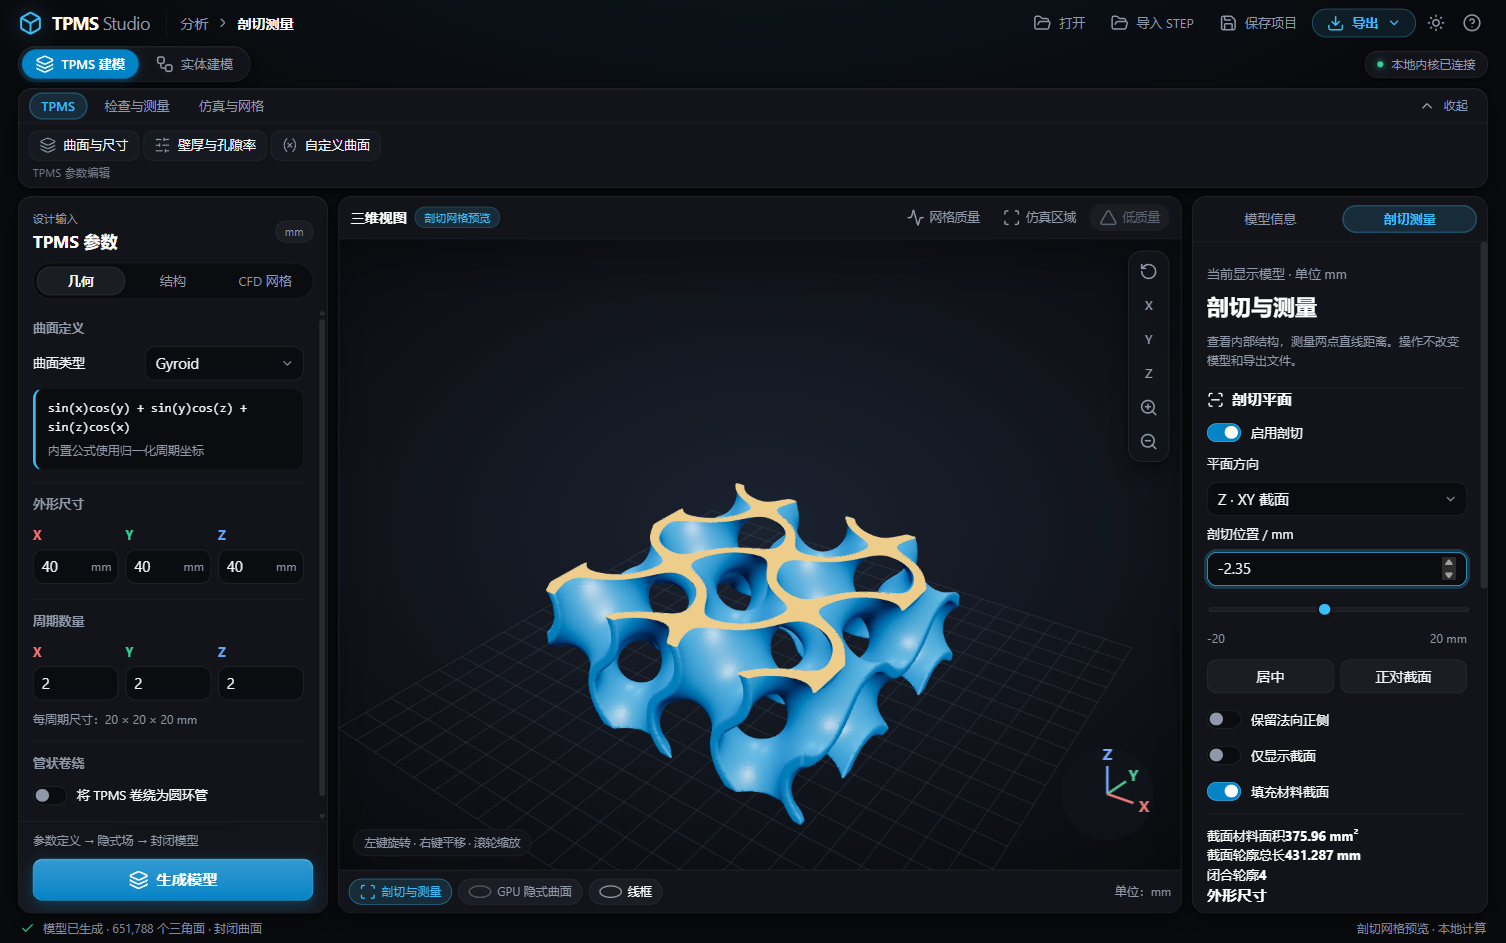 TPMS Studio 分析 > 剖切测量
打开 导入 STEP 保存项目 导出
TPMS 建模 实体建模
本地内核已连接
TPMS 检查与测量 仿真与网格
收起
曲面与尺寸 壁厚与孔隙率 (x) 自定义曲面
TPMS 参数编辑
设计输入
TPMS 参数
mm
几何 结构 CFD 网格
曲面定义
曲面类型 Gyroid
sin(x)cos(y) + sin(y)cos(z) +
sin(z)cos(x)
内置公式使用归一化周期坐标
外形尺寸
X Y Z
40 mm 40 mm 40 mm
周期数量
X Y Z
2 2 2
每周期尺寸：20 × 20 × 20 mm
管状卷绕
将 TPMS 卷绕为圆环管
参数定义 → 隐式场 → 封闭模型
生成模型
三维视图 剖切网格预览
网格质量 仿真区域 低质量
X
Y
Z
Z
Y
X
左键旋转 · 右键平移 · 滚轮缩放
剖切与测量 GPU 隐式曲面 线框
单位：mm
模型信息 剖切测量
当前显示模型 · 单位 mm
剖切与测量
查看内部结构，测量两点直线距离。操作不改变
模型和导出文件。
剖切平面
启用剖切
平面方向
Z · XY 截面
剖切位置 / mm
-2.35
-20 20 mm
居中 正对截面
保留法向正侧
仅显示截面
填充材料截面
截面材料面积375.96 mm²
截面轮廓总长431.287 mm
闭合轮廓4
外形尺寸
模型已生成 · 651,788 个三角面 · 封闭曲面
剖切网格预览 · 本地计算